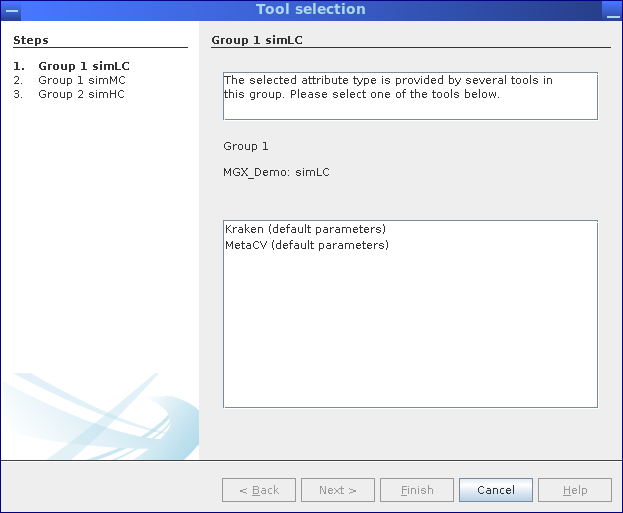 Tool selection
Steps
1. Group 1 simLC
2. Group 1 simMC
3. Group 2 simHC
Group 1 simLC
The selected attribute type is provided by several tools in
this group. Please select one of the tools below.
Group 1
MGX_Demo: simLC
Kraken (default parameters)
MetaCV (default parameters)
< Back
Next >
Finish
Cancel
Help